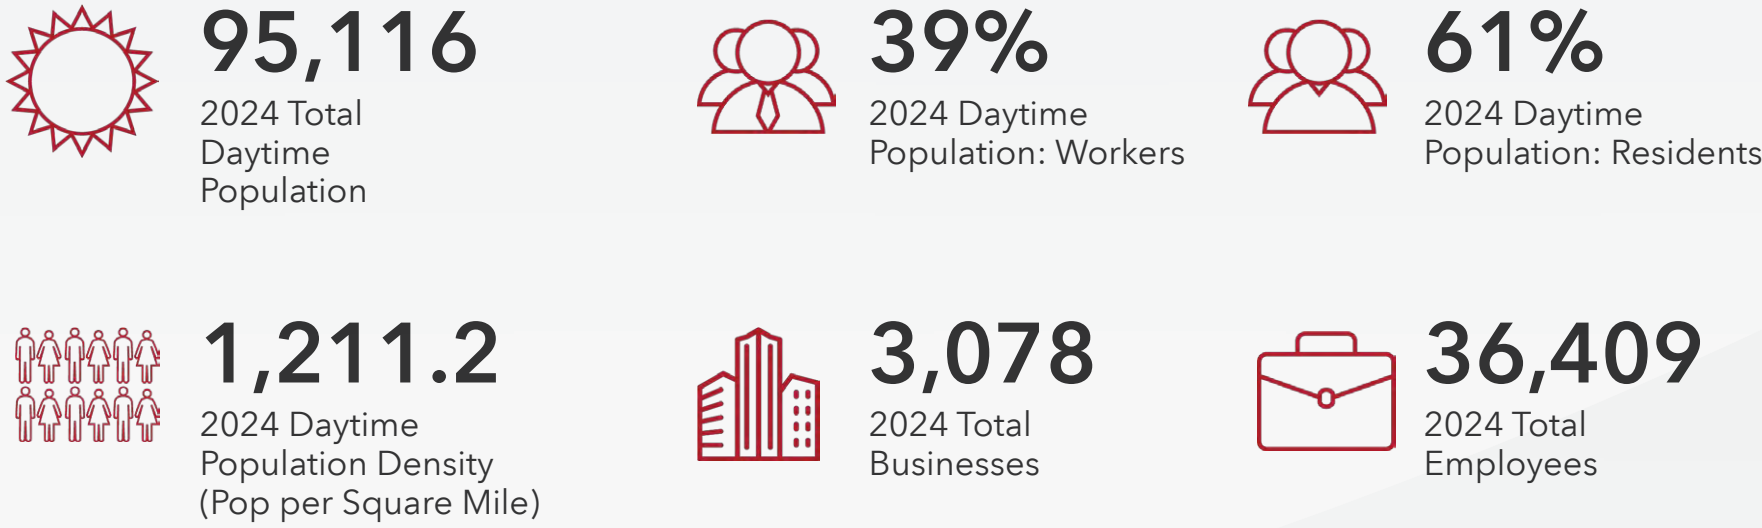 95,116
2024 Total
Daytime
Population
39%
2024 Daytime
Population: Workers
61%
2024 Daytime
Population: Residents
1,211.2
2024 Daytime
Population Density
(Pop per Square Mile)
3,078
2024 Total
Businesses
36,409
2024 Total
Employees